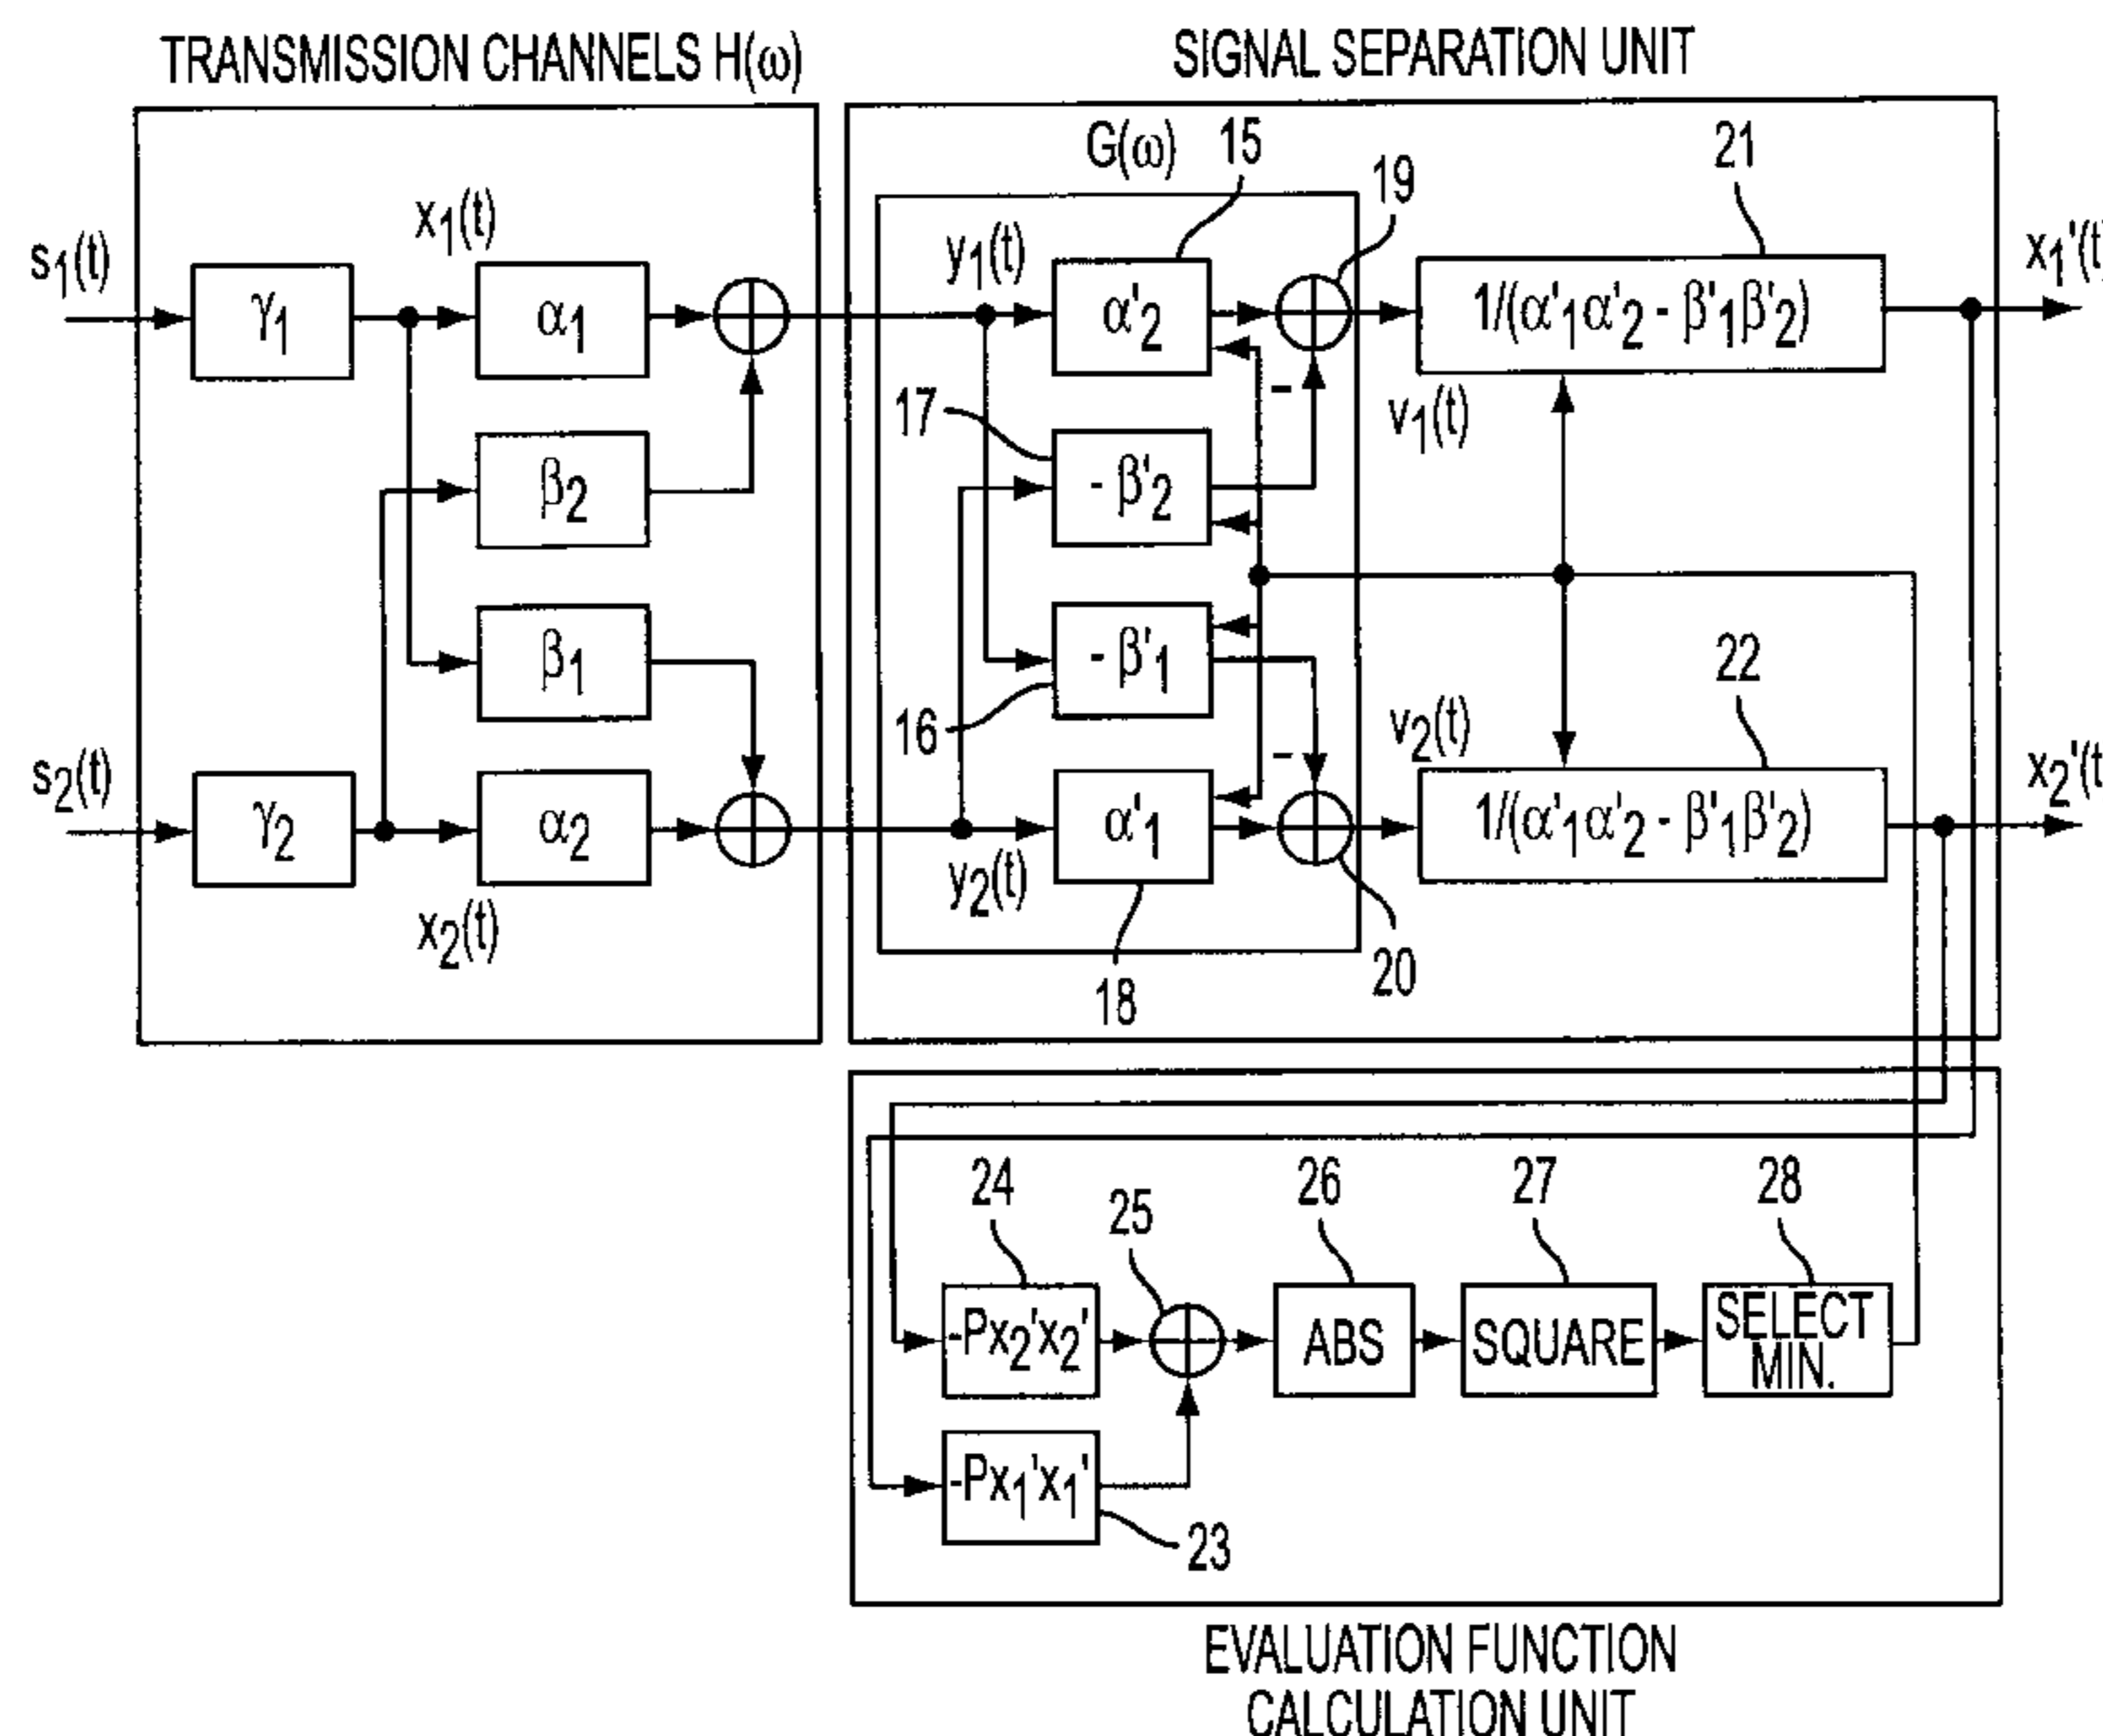 TRANSMISSION CHANNELS H(ω)
SIGNAL SEPARATION UNIT
G(ω)
15
19
21
s1(t)
x1(t)
y1(t)
x1'(t)
γ1
α1
α'2
1/(α'1α'2 - β'1β'2)
17
-
v1(t)
β2
- β'2
β1
- β'1
16
22
s2(t)
-
v2(t)
x2'(t
γ2
α2
α'1
1/(α'1α'2 - β'1β'2)
x2(t)
y2(t)
18
20
24
25
26
27
28
-Px2'x2'
ABS
SQUARE
SELECT
MIN.
-Px1'x1'
23
EVALUATION FUNCTION
CALCULATION UNIT